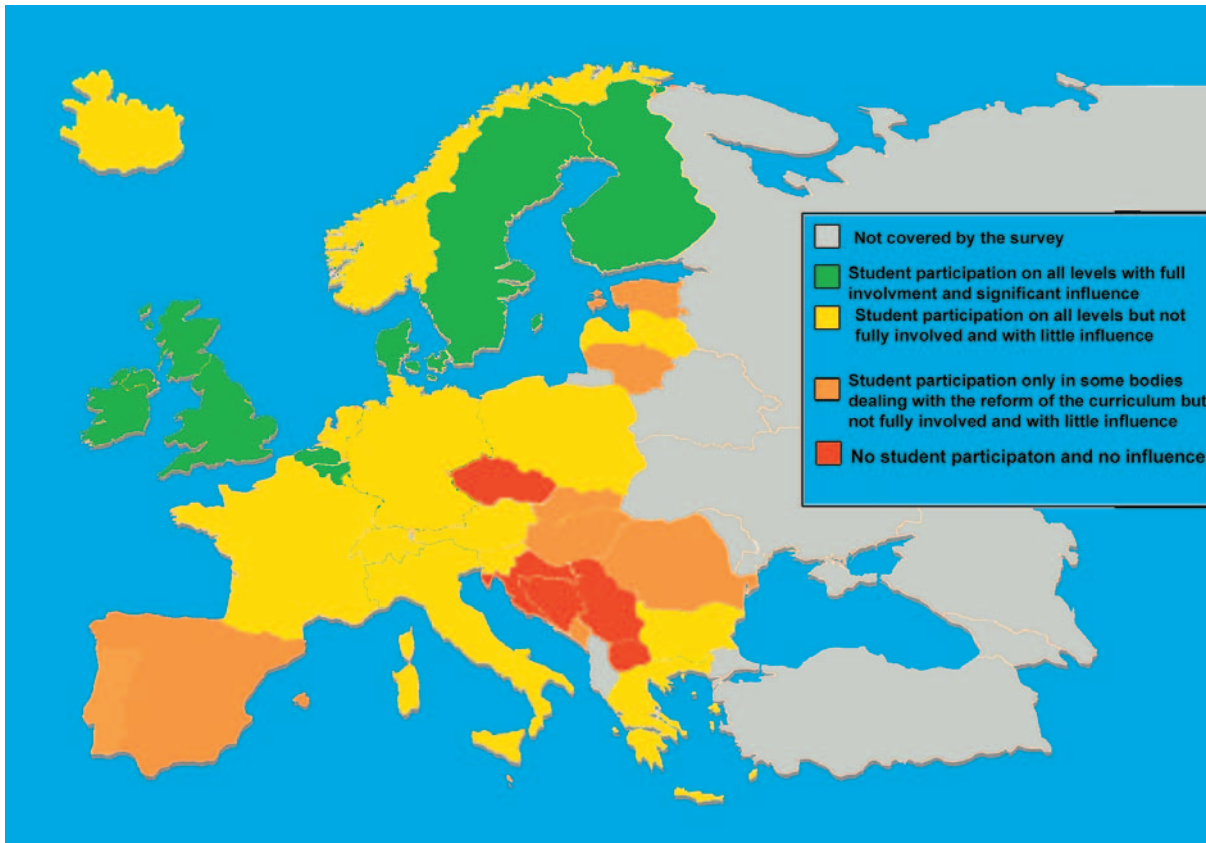 Not covered by the survey
Student participation on all levels with full
involvment and significant influence
Student participation on all levels but not
fully involved and with little influence
Student participation only in some bodies
dealing with the reform of the curriculum but
not fully involved and with little influence
No student participaton and no influence